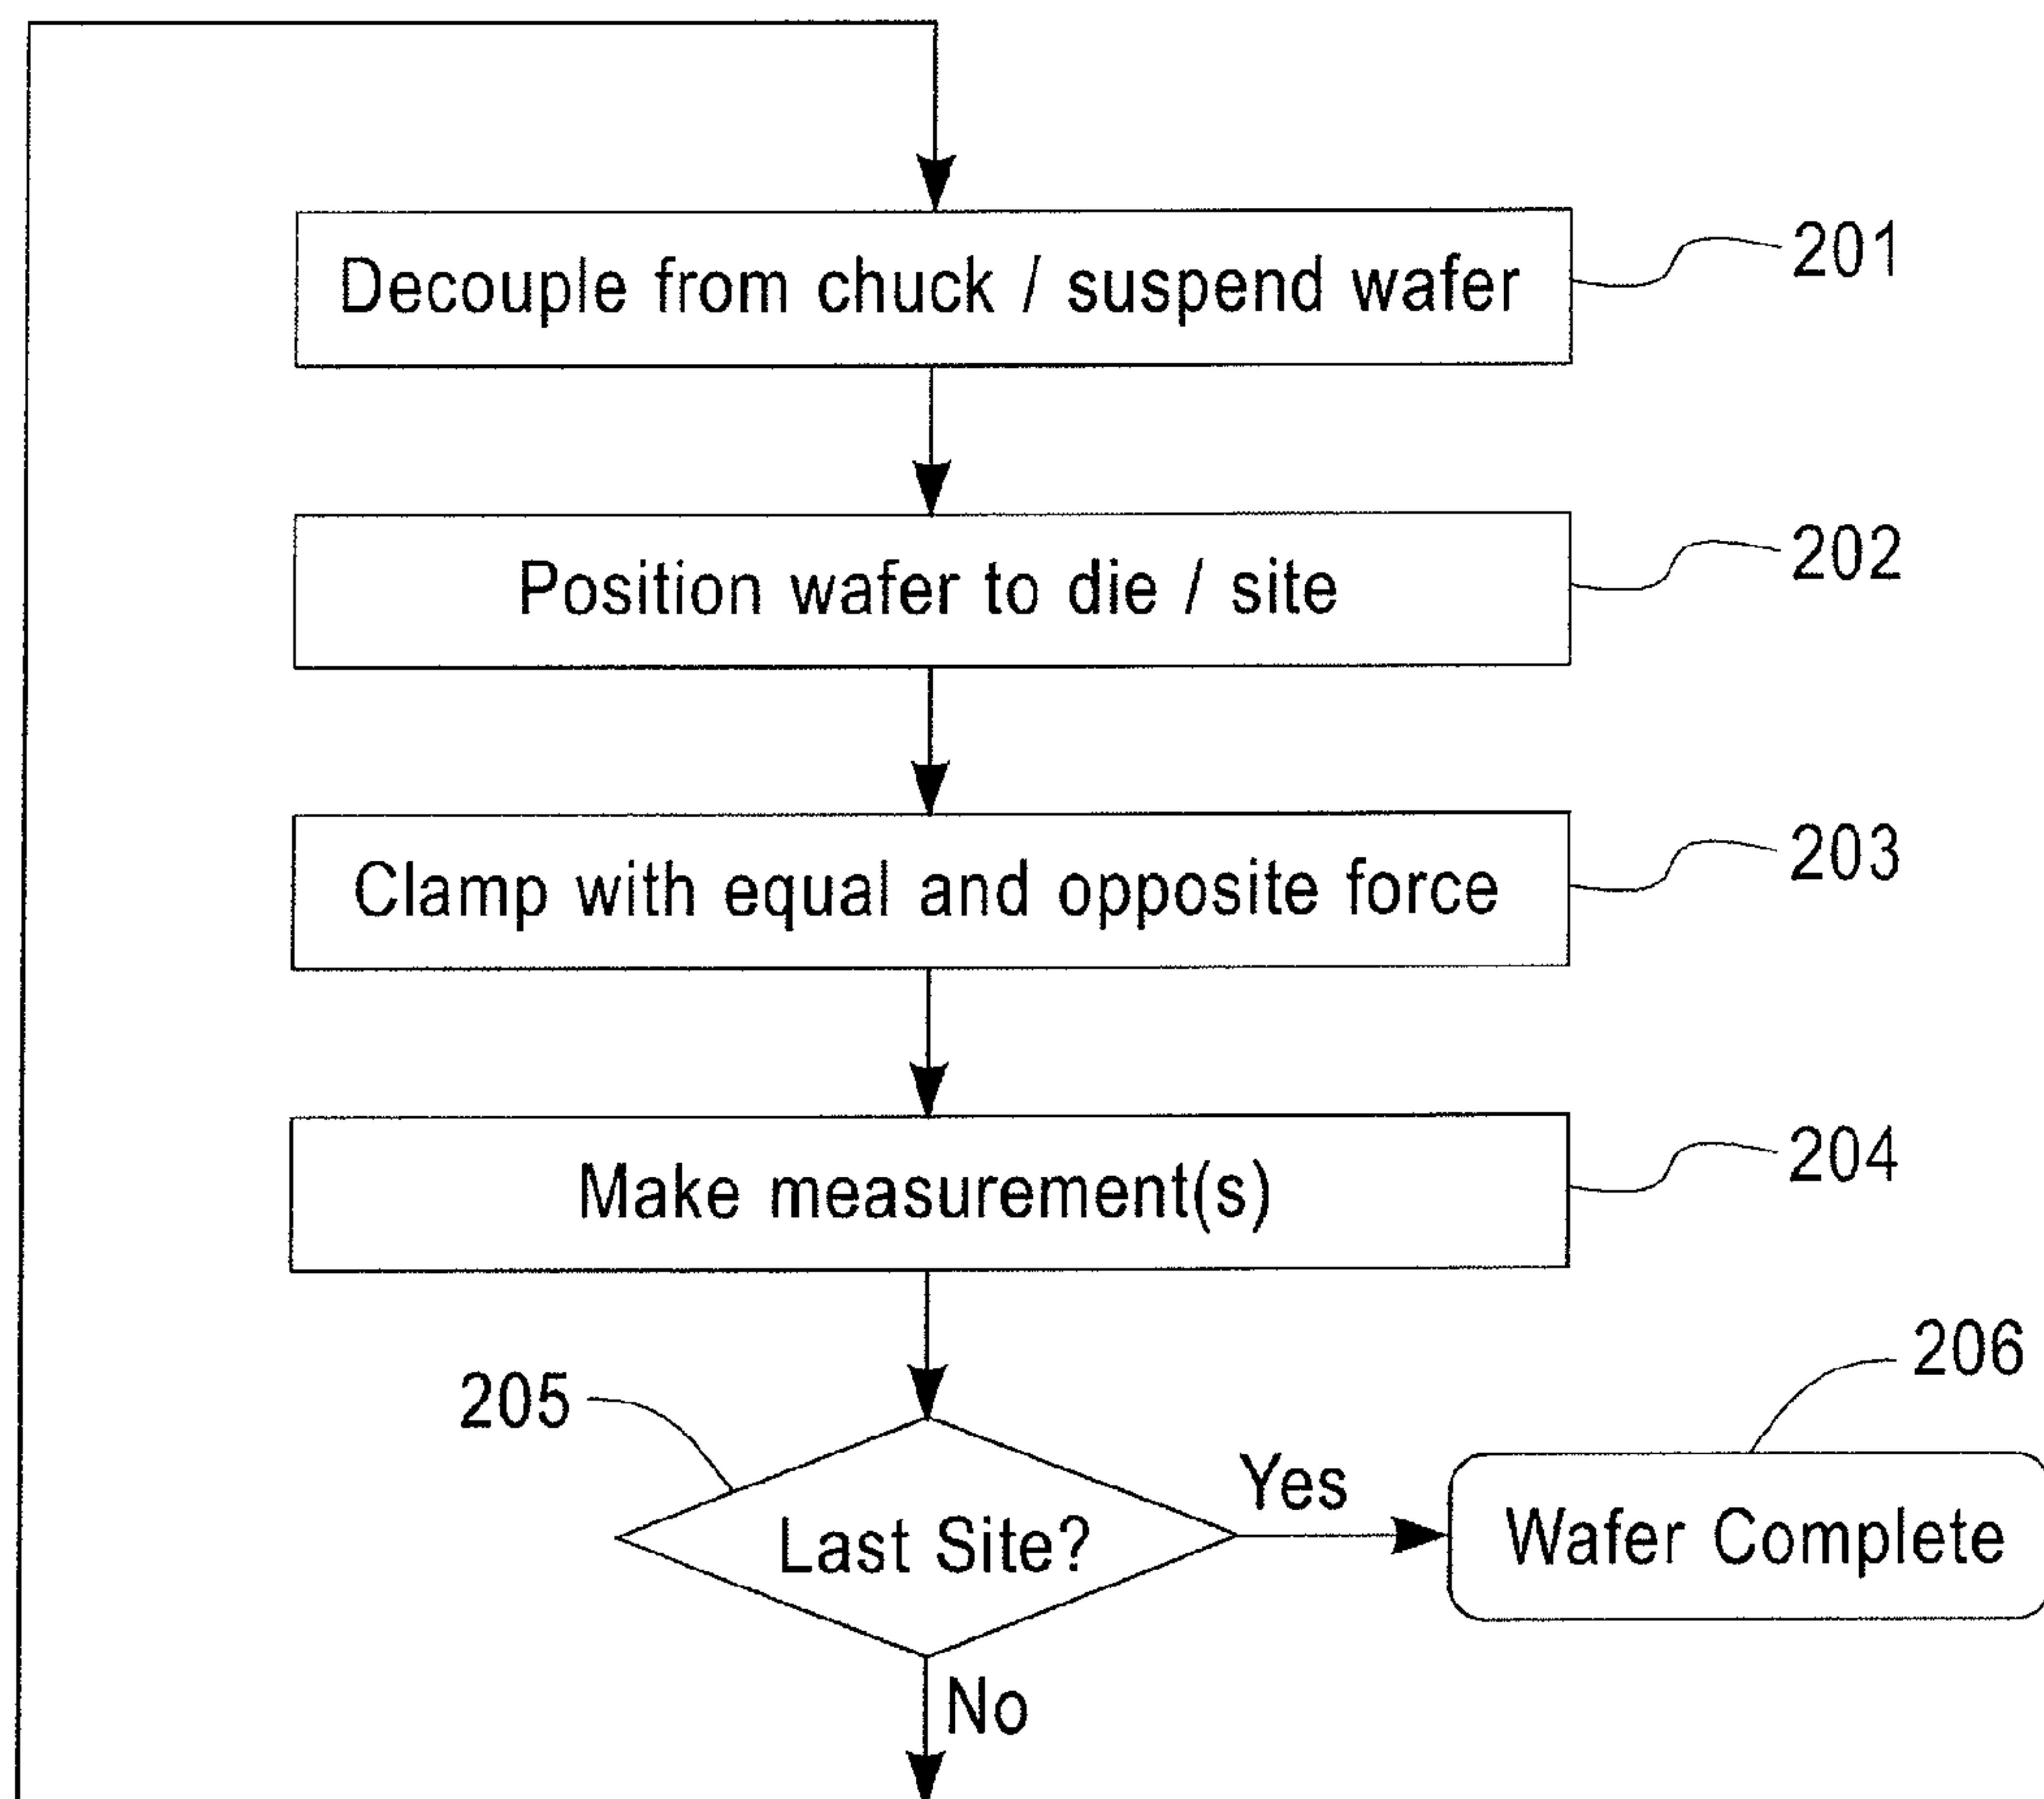 Decouple from chuck / suspend wafer
201
Position wafer to die / site
202
Clamp with equal and opposite force
203
Make measurement(s)
204
205
Last Site?
Yes
206
Wafer Complete
No